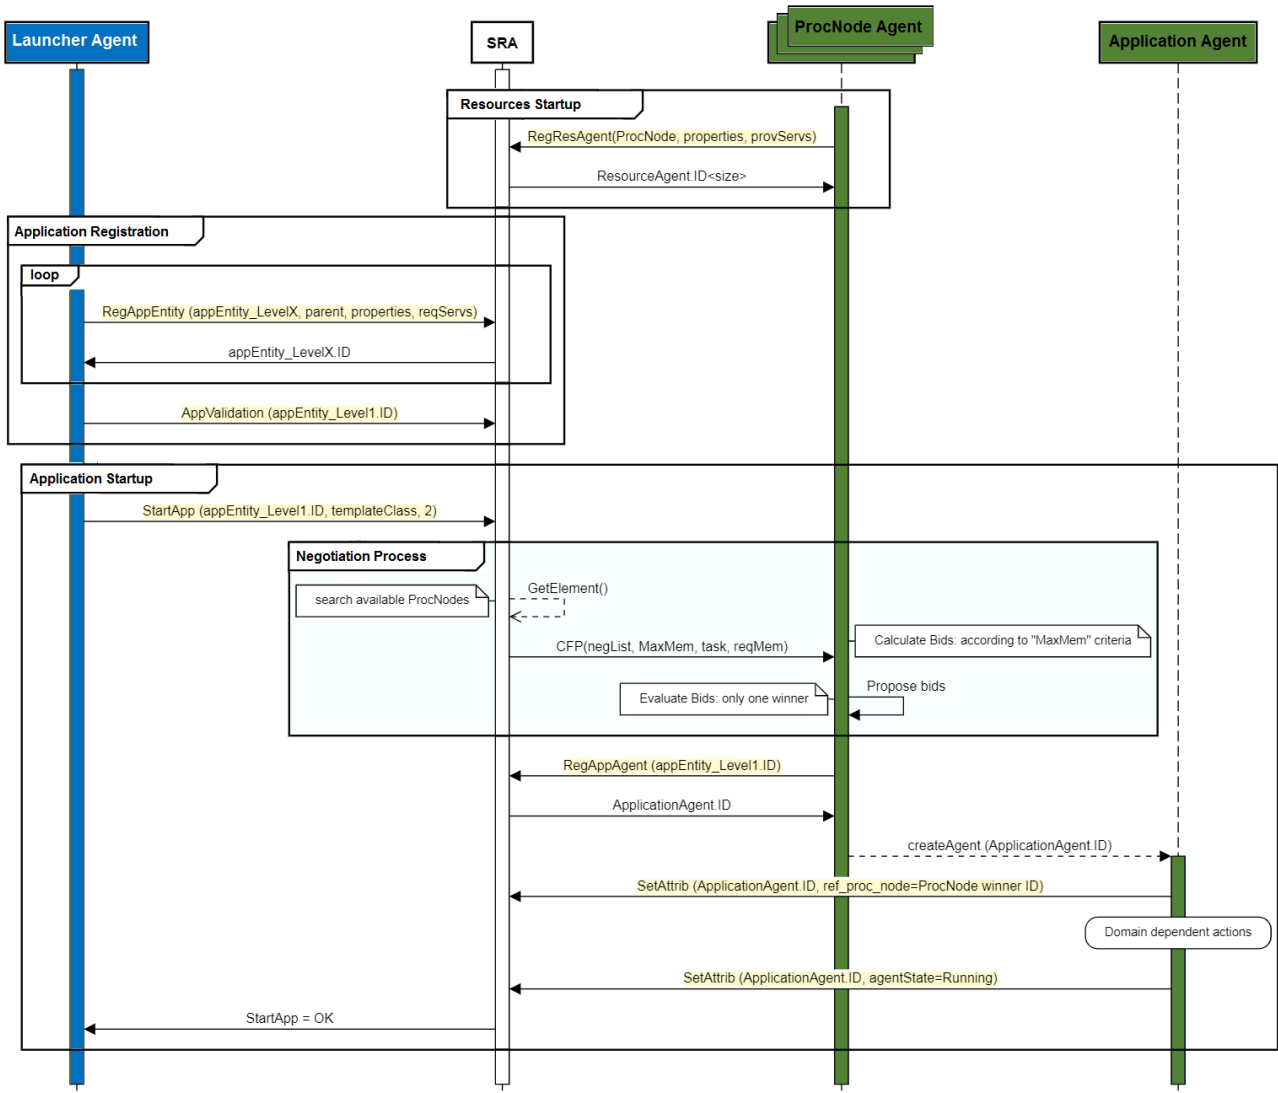 Launcher Agent
SRA
ProcNode Agent
Application Agent
Resources Startup
RegResAgent(ProcNode, properties, provServs)
ResourceAgent.ID<size>
Application Registration
loop
RegAppEntity (appEntity_LevelX, parent, properties, reqServs)
appEntity_LevelX.ID
AppValidation (appEntity_Level1.ID)
Application Startup
StartApp (appEntity_Level1.ID, templateClass, 2)
Negotiation Process
search available ProcNodes
GetElement()
CFP(negList, MaxMem, task, reqMem)
Calculate Bids: according to "MaxMem" criteria
Evaluate Bids: only one winner
Propose bids
RegAppAgent (appEntity_Level1.ID)
ApplicationAgent.ID
createAgent (ApplicationAgent.ID)
SetAttrib (ApplicationAgent.ID, ref_proc_node=ProcNode winner ID)
Domain dependent actions
SetAttrib (ApplicationAgent.ID, agentState=Running)
StartApp = OK